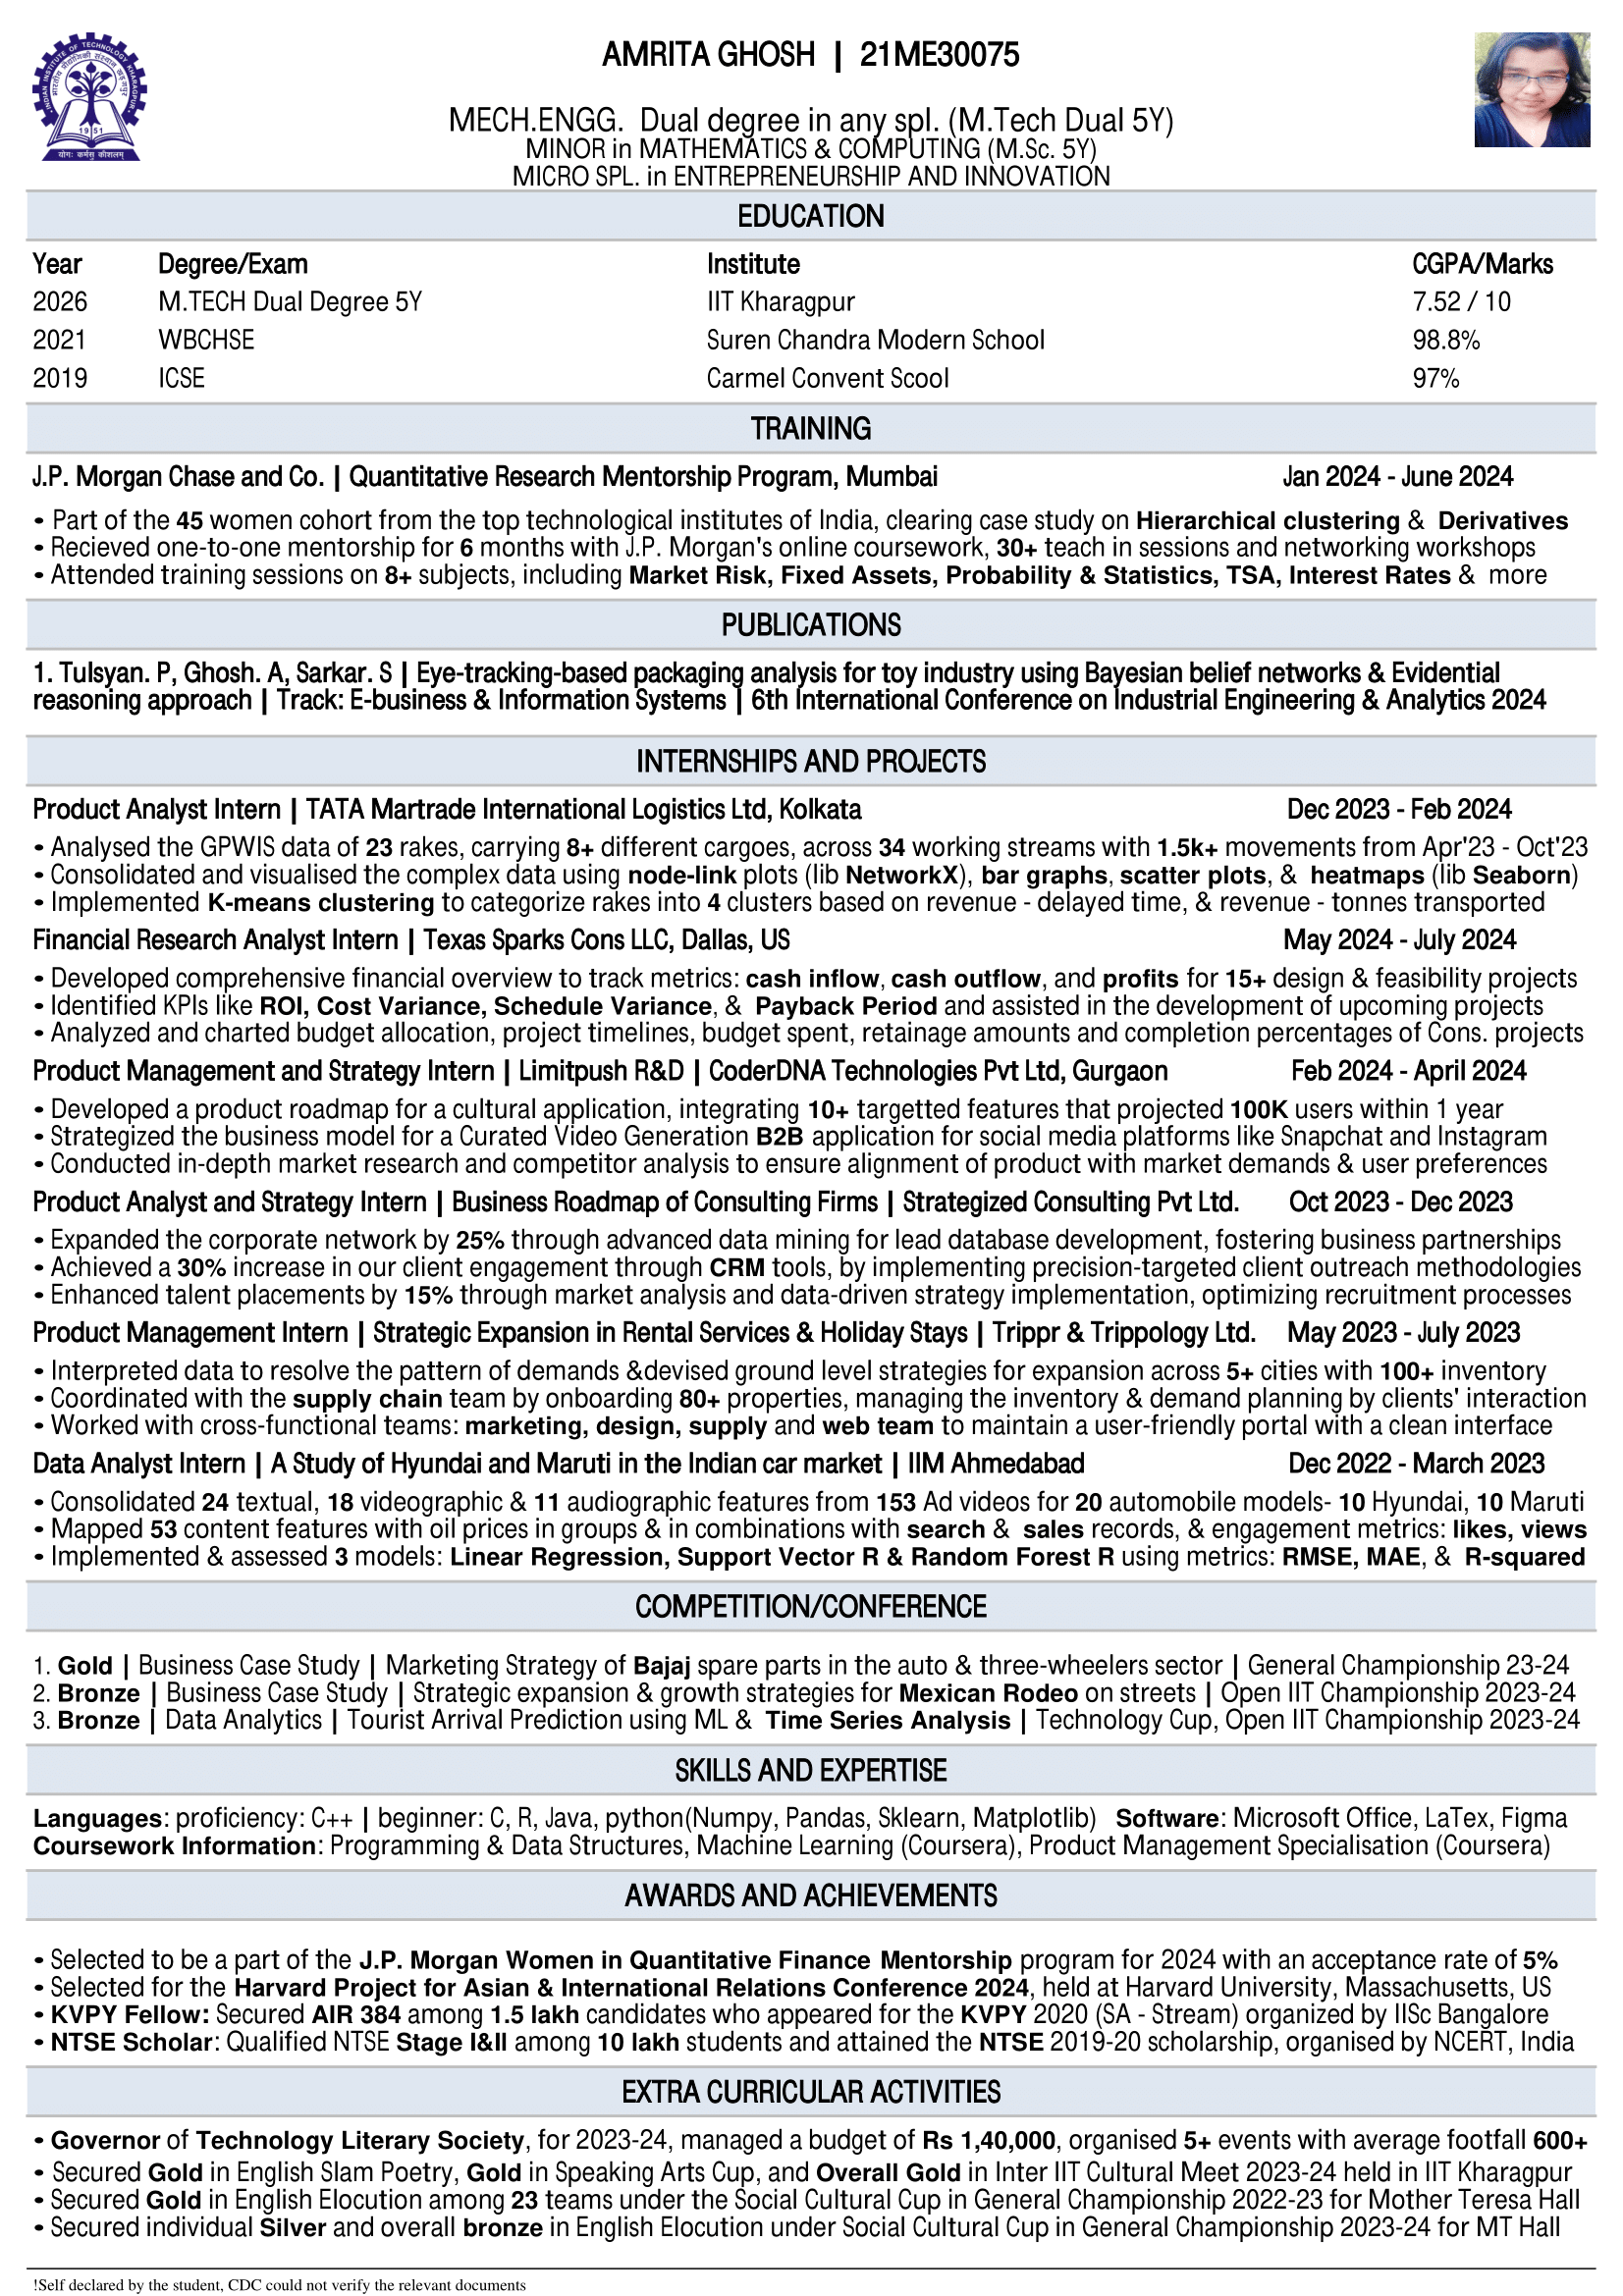 INDIAN INSTITUTE OF TECHNOLOGY KHARAGPUR
भारतीय प्रौद्योगिकी संस्थान खड़गपुर
1951
योगः कर्मसु कौशलम्
AMRITA GHOSH | 21ME30075
MECH.ENGG. Dual degree in any spl. (M.Tech Dual 5Y)
MINOR in MATHEMATICS & COMPUTING (M.Sc. 5Y)
MICRO SPL. in ENTREPRENEURSHIP AND INNOVATION
EDUCATION
Year Degree/Exam Institute CGPA/Marks
2026 M.TECH Dual Degree 5Y IIT Kharagpur 7.52 / 10
2021 WBCHSE Suren Chandra Modern School 98.8%
2019 ICSE Carmel Convent Scool 97%
TRAINING
J.P. Morgan Chase and Co. | Quantitative Research Mentorship Program, Mumbai Jan 2024 - June 2024
• Part of the 45 women cohort from the top technological institutes of India, clearing case study on Hierarchical clustering & Derivatives
• Recieved one-to-one mentorship for 6 months with J.P. Morgan's online coursework, 30+ teach in sessions and networking workshops
• Attended training sessions on 8+ subjects, including Market Risk, Fixed Assets, Probability & Statistics, TSA, Interest Rates & more
PUBLICATIONS
1. Tulsyan. P, Ghosh. A, Sarkar. S | Eye-tracking-based packaging analysis for toy industry using Bayesian belief networks & Evidential
reasoning approach | Track: E-business & Information Systems | 6th International Conference on Industrial Engineering & Analytics 2024
INTERNSHIPS AND PROJECTS
Product Analyst Intern | TATA Martrade International Logistics Ltd, Kolkata Dec 2023 - Feb 2024
• Analysed the GPWIS data of 23 rakes, carrying 8+ different cargoes, across 34 working streams with 1.5k+ movements from Apr'23 - Oct'23
• Consolidated and visualised the complex data using node-link plots (lib NetworkX), bar graphs, scatter plots, & heatmaps (lib Seaborn)
• Implemented K-means clustering to categorize rakes into 4 clusters based on revenue - delayed time, & revenue - tonnes transported
Financial Research Analyst Intern | Texas Sparks Cons LLC, Dallas, US May 2024 - July 2024
• Developed comprehensive financial overview to track metrics: cash inflow, cash outflow, and profits for 15+ design & feasibility projects
• Identified KPIs like ROI, Cost Variance, Schedule Variance, & Payback Period and assisted in the development of upcoming projects
• Analyzed and charted budget allocation, project timelines, budget spent, retainage amounts and completion percentages of Cons. projects
Product Management and Strategy Intern | Limitpush R&D | CoderDNA Technologies Pvt Ltd, Gurgaon Feb 2024 - April 2024
• Developed a product roadmap for a cultural application, integrating 10+ targetted features that projected 100K users within 1 year
• Strategized the business model for a Curated Video Generation B2B application for social media platforms like Snapchat and Instagram
• Conducted in-depth market research and competitor analysis to ensure alignment of product with market demands & user preferences
Product Analyst and Strategy Intern | Business Roadmap of Consulting Firms | Strategized Consulting Pvt Ltd. Oct 2023 - Dec 2023
• Expanded the corporate network by 25% through advanced data mining for lead database development, fostering business partnerships
• Achieved a 30% increase in our client engagement through CRM tools, by implementing precision-targeted client outreach methodologies
• Enhanced talent placements by 15% through market analysis and data-driven strategy implementation, optimizing recruitment processes
Product Management Intern | Strategic Expansion in Rental Services & Holiday Stays | Trippr & Trippology Ltd. May 2023 - July 2023
• Interpreted data to resolve the pattern of demands &devised ground level strategies for expansion across 5+ cities with 100+ inventory
• Coordinated with the supply chain team by onboarding 80+ properties, managing the inventory & demand planning by clients' interaction
• Worked with cross-functional teams: marketing, design, supply and web team to maintain a user-friendly portal with a clean interface
Data Analyst Intern | A Study of Hyundai and Maruti in the Indian car market | IIM Ahmedabad Dec 2022 - March 2023
• Consolidated 24 textual, 18 videographic & 11 audiographic features from 153 Ad videos for 20 automobile models- 10 Hyundai, 10 Maruti
• Mapped 53 content features with oil prices in groups & in combinations with search & sales records, & engagement metrics: likes, views
• Implemented & assessed 3 models: Linear Regression, Support Vector R & Random Forest R using metrics: RMSE, MAE, & R-squared
COMPETITION/CONFERENCE
1. Gold | Business Case Study | Marketing Strategy of Bajaj spare parts in the auto & three-wheelers sector | General Championship 23-24
2. Bronze | Business Case Study | Strategic expansion & growth strategies for Mexican Rodeo on streets | Open IIT Championship 2023-24
3. Bronze | Data Analytics | Tourist Arrival Prediction using ML & Time Series Analysis | Technology Cup, Open IIT Championship 2023-24
SKILLS AND EXPERTISE
Languages: proficiency: C++ | beginner: C, R, Java, python(Numpy, Pandas, Sklearn, Matplotlib) Software: Microsoft Office, LaTex, Figma
Coursework Information: Programming & Data Structures, Machine Learning (Coursera), Product Management Specialisation (Coursera)
AWARDS AND ACHIEVEMENTS
• Selected to be a part of the J.P. Morgan Women in Quantitative Finance Mentorship program for 2024 with an acceptance rate of 5%
• Selected for the Harvard Project for Asian & International Relations Conference 2024, held at Harvard University, Massachusetts, US
• KVPY Fellow: Secured AIR 384 among 1.5 lakh candidates who appeared for the KVPY 2020 (SA - Stream) organized by IISc Bangalore
• NTSE Scholar: Qualified NTSE Stage I&II among 10 lakh students and attained the NTSE 2019-20 scholarship, organised by NCERT, India
EXTRA CURRICULAR ACTIVITIES
• Governor of Technology Literary Society, for 2023-24, managed a budget of Rs 1,40,000, organised 5+ events with average footfall 600+
• Secured Gold in English Slam Poetry, Gold in Speaking Arts Cup, and Overall Gold in Inter IIT Cultural Meet 2023-24 held in IIT Kharagpur
• Secured Gold in English Elocution among 23 teams under the Social Cultural Cup in General Championship 2022-23 for Mother Teresa Hall
• Secured individual Silver and overall bronze in English Elocution under Social Cultural Cup in General Championship 2023-24 for MT Hall
!Self declared by the student, CDC could not verify the relevant documents